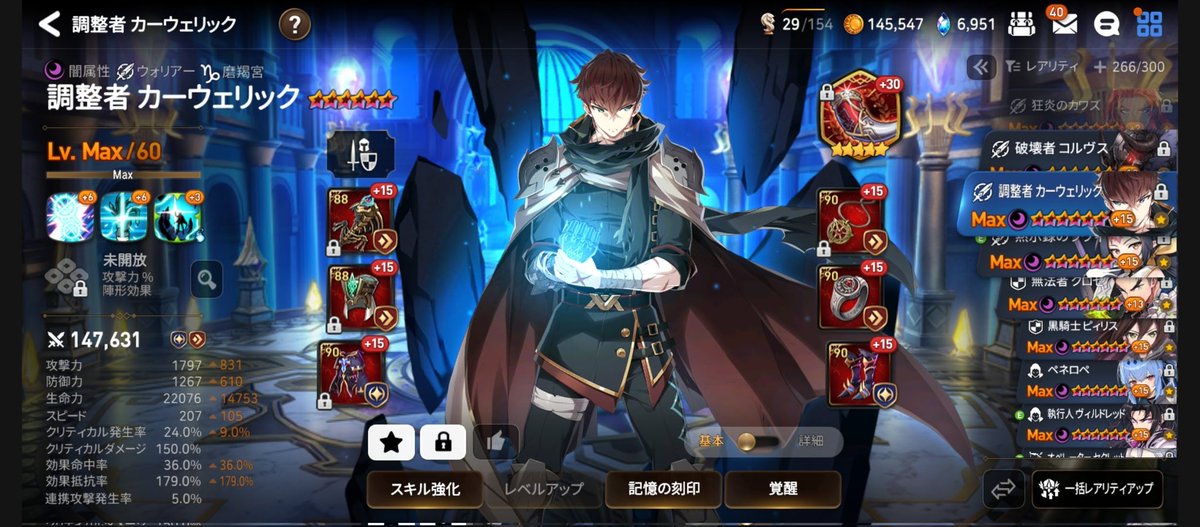 調整者 カーウェリック
?
29/154
145,547
6,951
40
闇属性 ウォリアー 磨羯宮
調整者 カーウェリック
Lv. Max/60
Max
+6
+6
+3
未開放
攻撃力 %
陣形効果
147,631
攻撃力 1797 831
防御力 1267 610
生命力 22076 14753
スピード 207 105
クリティカル発生率 24.0% 9.0%
クリティカルダメージ 150.0%
効果命中率 36.0% 36.0%
効果抵抗率 179.0% 179.0%
連携攻撃発生率 5.0%
88 +15
88 +15
90 +15
+30
90 +15
90 +15
90 +15
基本 詳細
スキル強化
レベルアップ
記憶の刻印
覚醒
レアリティ
266/300
狂炎のカワズ
破壊者 コルヴス
調整者 カーウェリック
Max +15
Max +15
無法者 クロゼ
Max +13
黒騎士 ピィリス
Max +15
ペネロペ
Max +15
執行人 ヴィルドレッド
Max +15
一括レアリティアップ